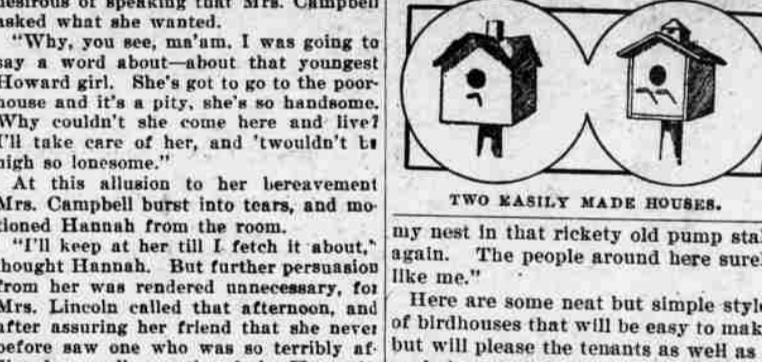 desirous of speaking that Mrs. Campbell
asked what she wanted.
"Why, you see, ma'am, I was going to
say a word about—about that youngest
Howard girl. She's got to go to the poor-
house and it's a pity, she's so handsome.
Why couldn't she come here and live?
I'll take care of her, and 'twouldn't be
nigh so lonesome."
At this allusion to her bereavement
Mrs. Campbell burst into tears, and mo-
tioned Hannah from the room.
"I'll keep at her till I fetch it about,"
thought Hannah. But further persuasion
from her was rendered unnecessary, for
Mrs. Lincoln called that afternoon, and
after assuring her friend that she never
before saw one who was so terribly af-
TWO EASILY MADE HOUSES.
my nest in that rickety old pump stal
again. The people around here surel
like me."
Here are some neat but simple style
of birdhouses that will be easy to mak
but will please the tenants as well as